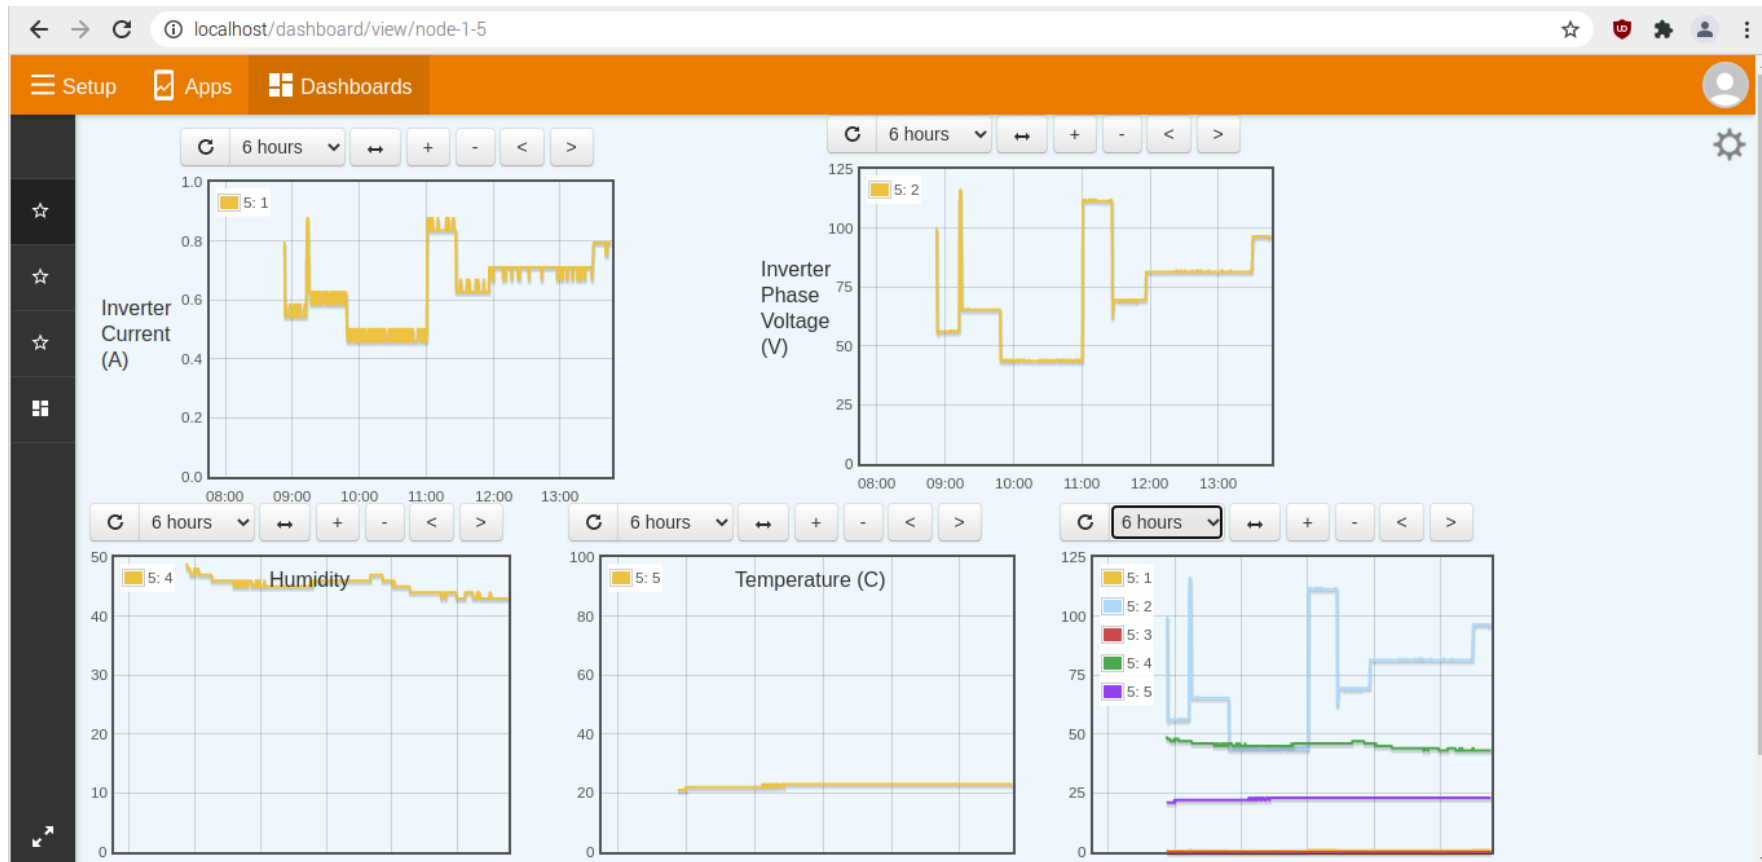 localhost/dashboard/view/node-1-5
Setup Apps Dashboards
6 hours + - < >
6 hours + - < >
1.0
0.8
0.6
0.4
0.2
0.0
5: 1
Inverter
Current
(A)
08:00 09:00 10:00 11:00 12:00 13:00
125
100
75
50
25
0
5: 2
Inverter
Phase
Voltage
(V)
08:00 09:00 10:00 11:00 12:00 13:00
6 hours + - < >
6 hours + - < >
6 hours + - < >
50
40
30
20
10
0
5: 4
Humidity
100
80
60
40
20
0
5: 5
Temperature (C)
125
100
75
50
25
0
5: 1
5: 2
5: 3
5: 4
5: 5